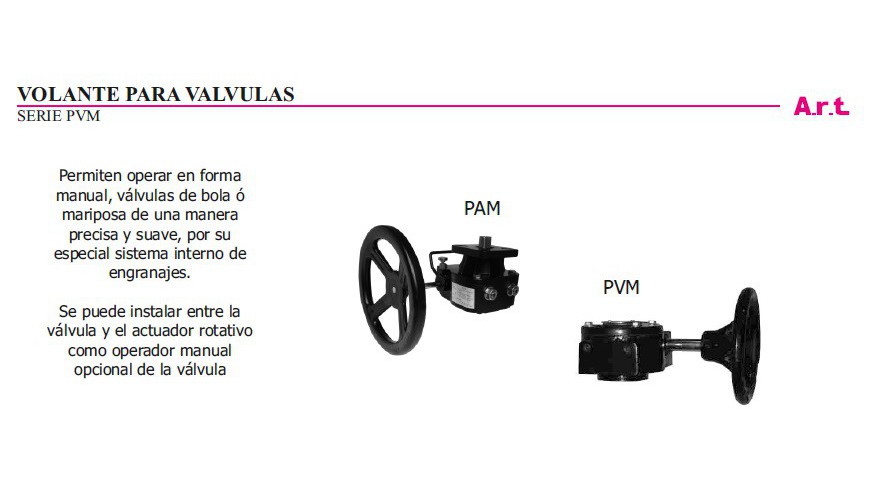 VOLANTE PARA VALVULAS
SERIE PVM
A.r.t.
Permiten operar en forma
manual, válvulas de bola ó
mariposa de una manera
precisa y suave, por su
especial sistema interno de
engranajes.
Se puede instalar entre la
válvula y el actuador rotativo
como operador manual
opcional de la válvula
PAM
PVM